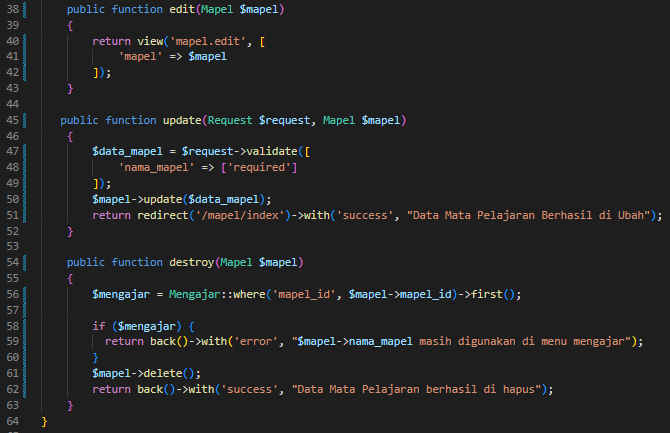 38 public function edit(Mapel $mapel)
39 {
40 return view('mapel.edit', [
41 'mapel' => $mapel
42 ]);
43 }
44
45 public function update(Request $request, Mapel $mapel)
46 {
47 $data_mapel = $request->validate([
48 'nama_mapel' => ['required']
49 ]);
50 $mapel->update($data_mapel);
51 return redirect('/mapel/index')->with('success', "Data Mata Pelajaran Berhasil di Ubah");
52 }
53
54 public function destroy(Mapel $mapel)
55 {
56 $mengajar = Mengajar::where('mapel_id', $mapel->mapel_id)->first();
57
58 if ($mengajar) {
59 return back()->with('error', "$mapel->nama_mapel masih digunakan di menu mengajar");
60 }
61 $mapel->delete();
62 return back()->with('success', "Data Mata Pelajaran berhasil di hapus");
63 }
64 }